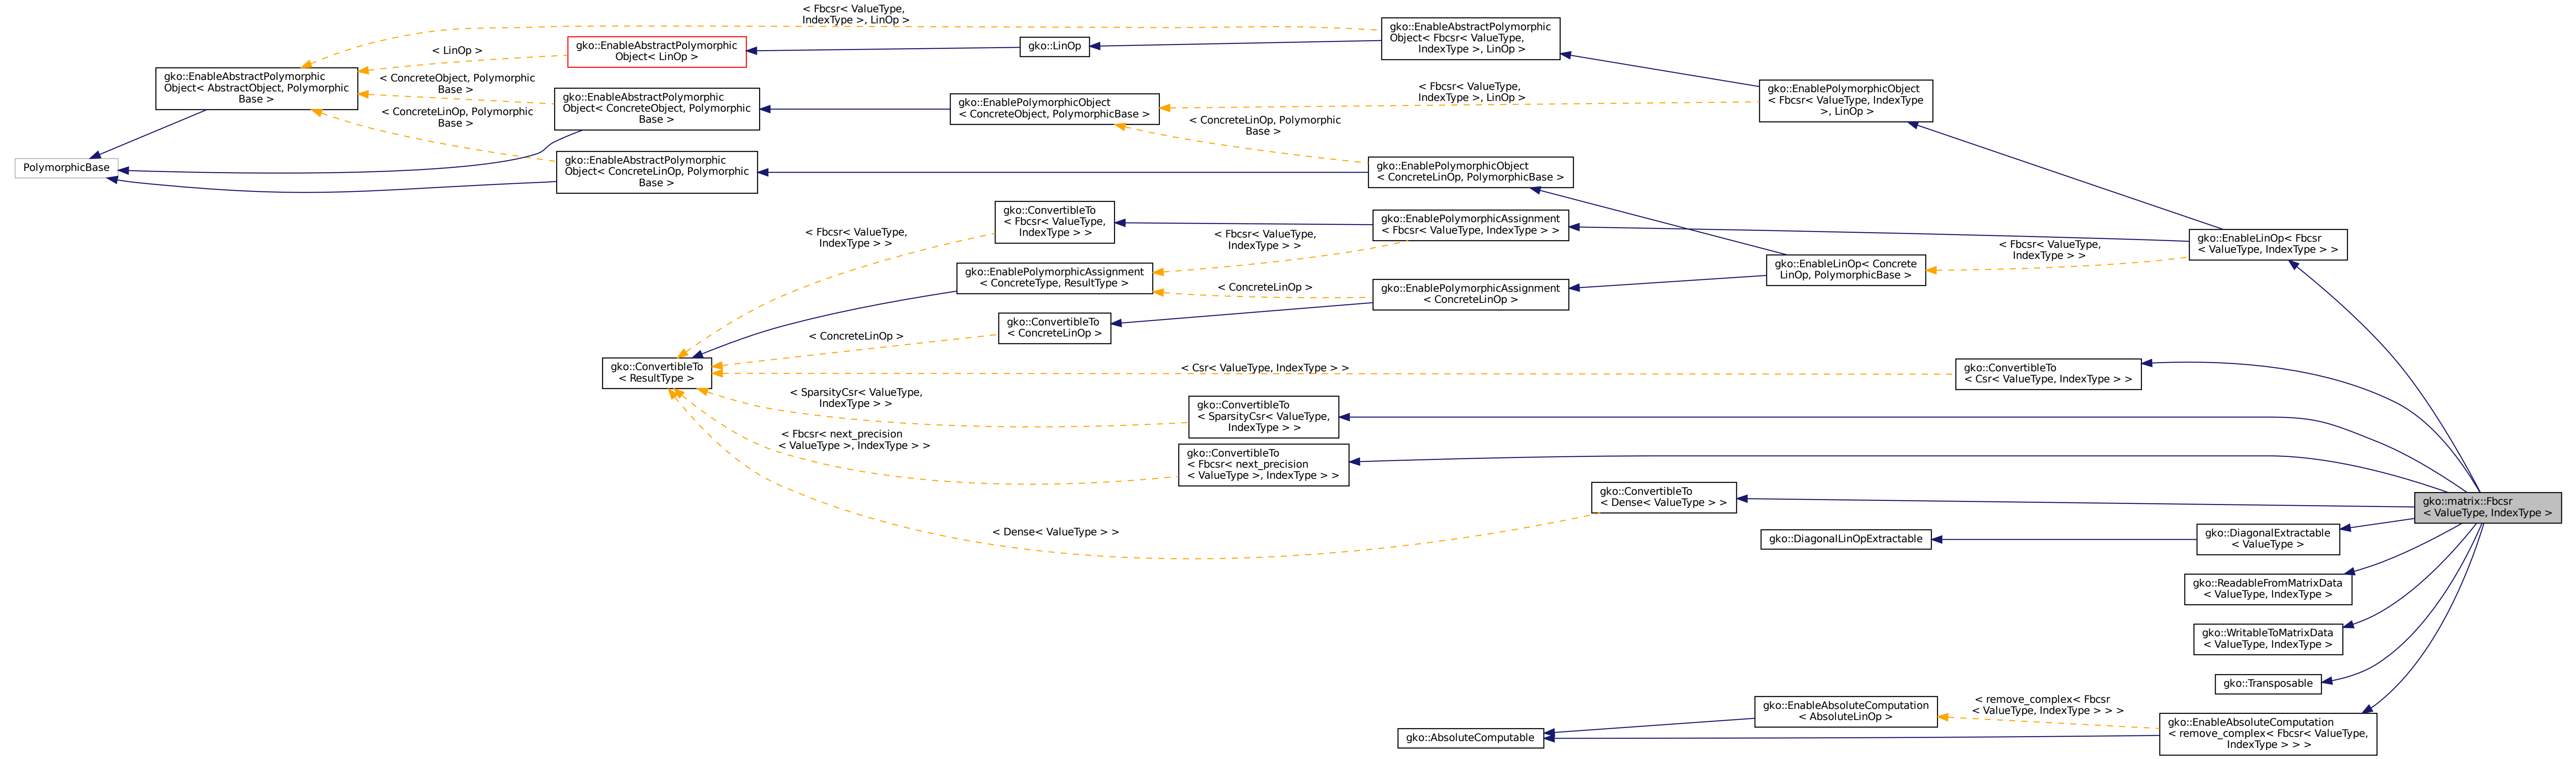 < Fbcsr< ValueType,
IndexType >, LinOp >
gko::EnableAbstractPolymorphic
Object< Fbcsr< ValueType,
IndexType >, LinOp >
< LinOp >
gko::EnableAbstractPolymorphic
Object< LinOp >
gko::LinOp
gko::EnableAbstractPolymorphic
Object< AbstractObject, Polymorphic
Base >
< ConcreteObject, Polymorphic
Base >
gko::EnableAbstractPolymorphic
Object< ConcreteObject, Polymorphic
Base >
gko::EnablePolymorphicObject
< ConcreteObject, PolymorphicBase >
< Fbcsr< ValueType,
IndexType >, LinOp >
gko::EnablePolymorphicObject
< Fbcsr< ValueType, IndexType
>, LinOp >
< ConcreteLinOp, Polymorphic
Base >
< ConcreteLinOp, Polymorphic
Base >
PolymorphicBase
gko::EnableAbstractPolymorphic
Object< ConcreteLinOp, Polymorphic
Base >
gko::EnablePolymorphicObject
< ConcreteLinOp, PolymorphicBase >
gko::ConvertibleTo
< Fbcsr< ValueType,
IndexType > >
gko::EnablePolymorphicAssignment
< Fbcsr< ValueType, IndexType > >
< Fbcsr< ValueType,
IndexType > >
< Fbcsr< ValueType,
IndexType > >
< Fbcsr< ValueType,
IndexType > >
gko::EnableLinOp< Fbcsr
< ValueType, IndexType > >
gko::EnablePolymorphicAssignment
< ConcreteType, ResultType >
< ConcreteLinOp >
gko::EnablePolymorphicAssignment
< ConcreteLinOp >
gko::EnableLinOp< Concrete
LinOp, PolymorphicBase >
gko::ConvertibleTo
< ConcreteLinOp >
< ConcreteLinOp >
gko::ConvertibleTo
< ResultType >
< Csr< ValueType, IndexType > >
gko::ConvertibleTo
< Csr< ValueType, IndexType > >
< SparsityCsr< ValueType,
IndexType > >
gko::ConvertibleTo
< SparsityCsr< ValueType,
IndexType > >
< Fbcsr< next_precision
< ValueType >, IndexType > >
gko::ConvertibleTo
< Fbcsr< next_precision
< ValueType >, IndexType > >
< Dense< ValueType > >
gko::ConvertibleTo
< Dense< ValueType > >
gko::matrix::Fbcsr
< ValueType, IndexType >
gko::DiagonalLinOpExtractable
gko::DiagonalExtractable
< ValueType >
gko::ReadableFromMatrixData
< ValueType, IndexType >
gko::WritableToMatrixData
< ValueType, IndexType >
gko::Transposable
gko::AbsoluteComputable
gko::EnableAbsoluteComputation
< AbsoluteLinOp >
< remove_complex< Fbcsr
< ValueType, IndexType > > >
gko::EnableAbsoluteComputation
< remove_complex< Fbcsr< ValueType,
IndexType > > >